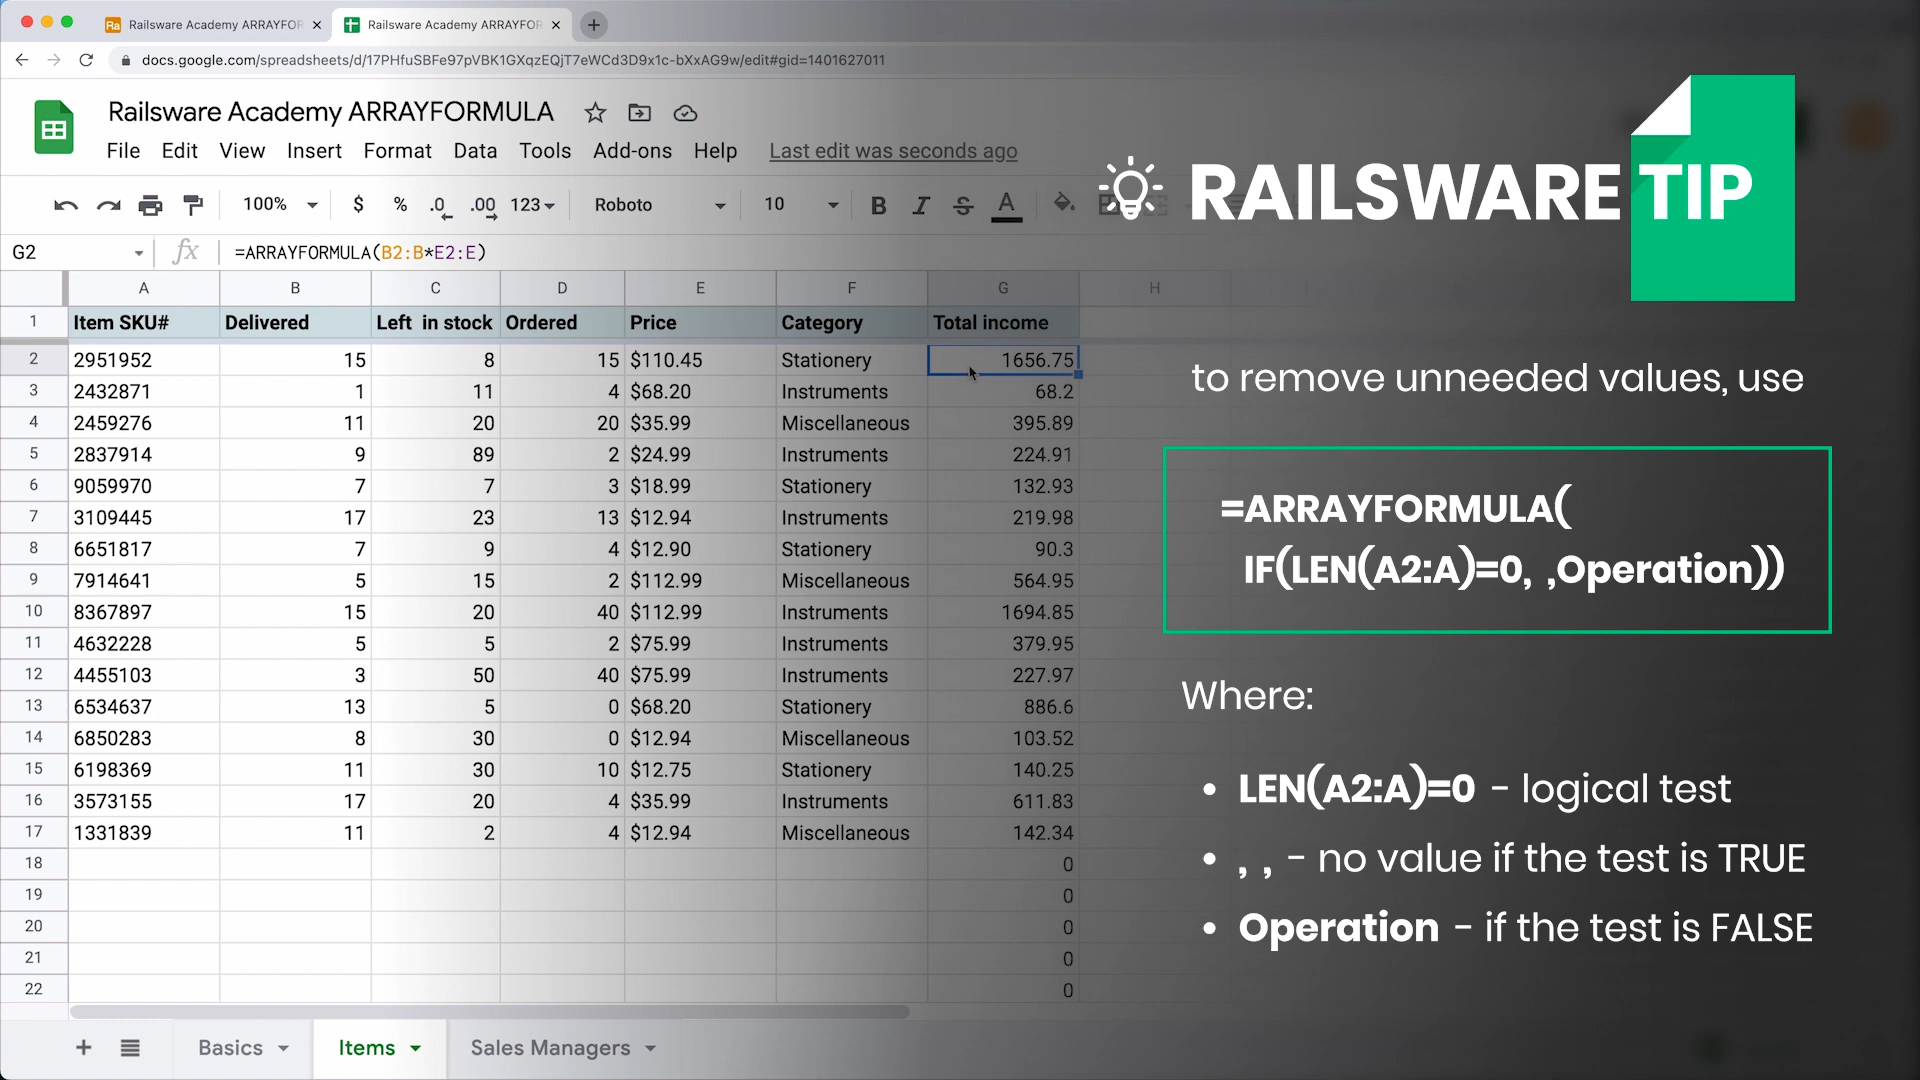 Railsware Academy ARRAYFOR
Railsware Academy ARRAYFOR
docs.google.com/spreadsheets/d/17PHfuSBFe97pVBK1GXqzEQjT7eWCd3D9x1c-bXxAG9w/edit#gid=1401627011
Railsware Academy ARRAYFORMULA
File Edit View Insert Format Data Tools Add-ons Help Last edit was seconds ago
100% $ % .0 .00 123 Roboto 10 B I S A
G2 fx =ARRAYFORMULA(B2:B*E2:E)
A B C D E F G H
1 Item SKU# Delivered Left in stock Ordered Price Category Total income
2 2951952 15 8 15 $110.45 Stationery 1656.75
3 2432871 1 11 4 $68.20 Instruments 68.2
4 2459276 11 20 20 $35.99 Miscellaneous 395.89
5 2837914 9 89 2 $24.99 Instruments 224.91
6 9059970 7 7 3 $18.99 Stationery 132.93
7 3109445 17 23 13 $12.94 Instruments 219.98
8 6651817 7 9 4 $12.90 Stationery 90.3
9 7914641 5 15 2 $112.99 Miscellaneous 564.95
10 8367897 15 20 40 $112.99 Instruments 1694.85
11 4632228 5 5 2 $75.99 Instruments 379.95
12 4455103 3 50 40 $75.99 Instruments 227.97
13 6534637 13 5 0 $68.20 Stationery 886.6
14 6850283 8 30 0 $12.94 Miscellaneous 103.52
15 6198369 11 30 10 $12.75 Stationery 140.25
16 3573155 17 20 4 $35.99 Instruments 611.83
17 1331839 11 2 4 $12.94 Miscellaneous 142.34
18 0
19 0
20 0
21 0
22 0
Basics Items Sales Managers
RAILSWARE TIP
to remove unneeded values, use
=ARRAYFORMULA(
IF(LEN(A2:A)=0, ,Operation))
Where:
• LEN(A2:A)=0 - logical test
• , , - no value if the test is TRUE
• Operation - if the test is FALSE